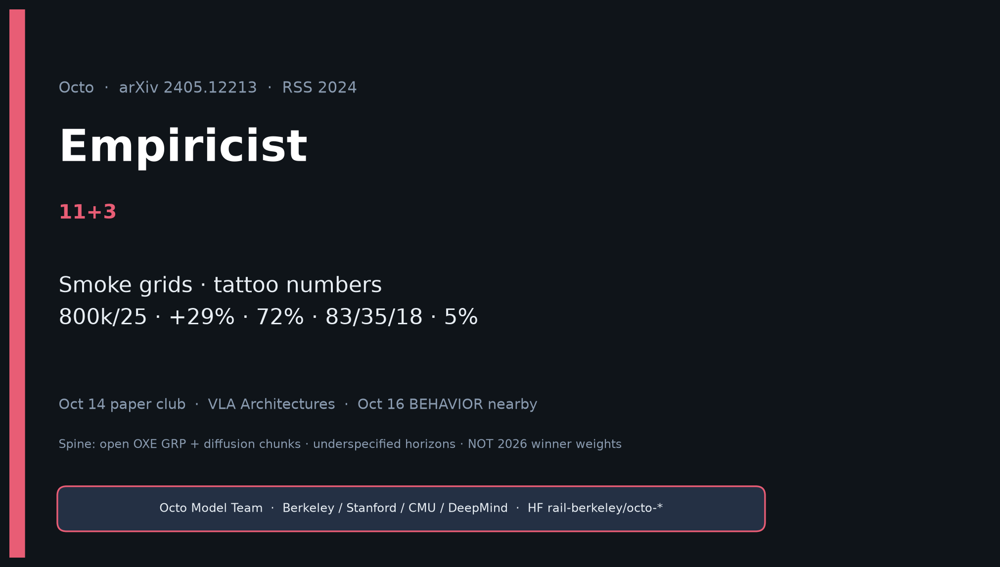 Octo · arXiv 2405.12213 · RSS 2024
Empiricist
11+3
Smoke grids · tattoo numbers
800k/25 · +29% · 72% · 83/35/18 · 5%
Oct 14 paper club · VLA Architectures · Oct 16 BEHAVIOR nearby
Spine: open OXE GRP + diffusion chunks · underspecified horizons · NOT 2026 winner weights
Octo Model Team · Berkeley / Stanford / CMU / DeepMind · HF rail-berkeley/octo-*